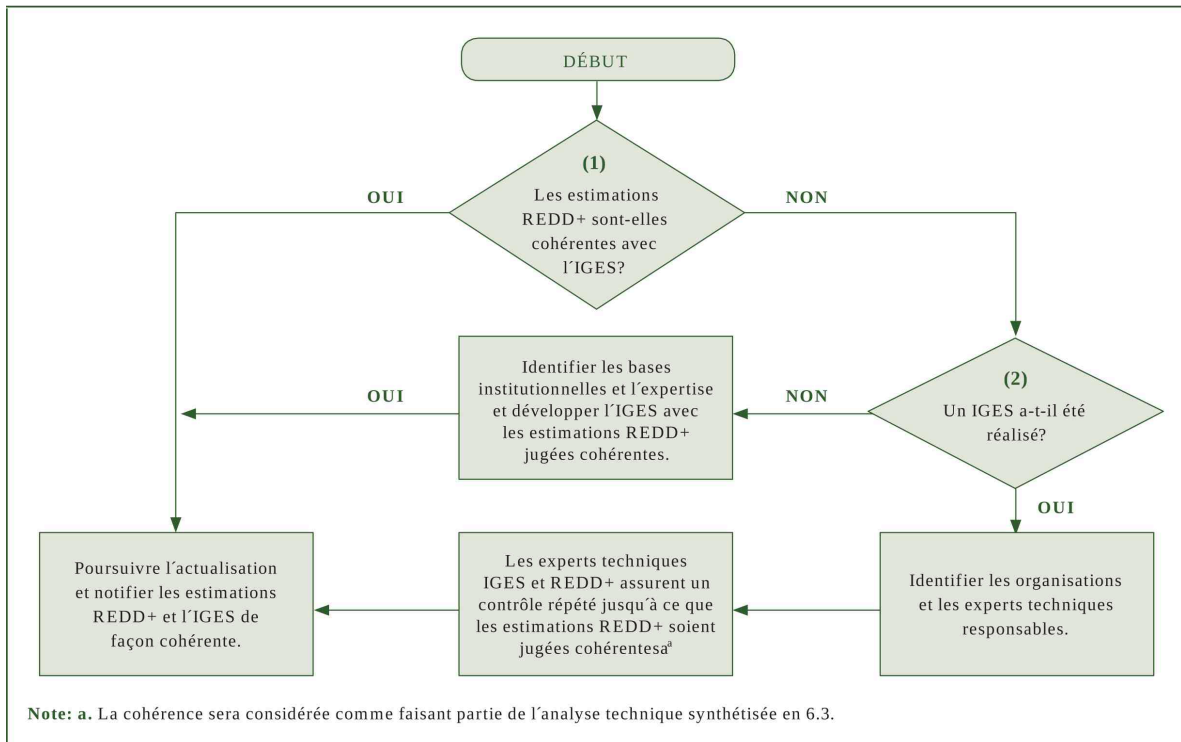 DÉBUT
(1)
Les estimations
REDD+ sont-elles
cohérentes avec
l´IGES?
OUI
NON
(2)
Un IGES a-t-il été
réalisé?
NON
Identifier les bases
institutionnelles et l´expertise
et développer l´IGES avec
les estimations REDD+
jugées cohérentes.
OUI
OUI
Identifier les organisations
et les experts techniques
responsables.
Les experts techniques
IGES et REDD+ assurent un
contrôle répété jusqu´à ce que
les estimations REDD+ soient
jugées cohérentesaª
Poursuivre l´actualisation
et notifier les estimations
REDD+ et l´IGES de
façon cohérente.
Note: a. La cohérence sera considérée comme faisant partie de l´analyse technique synthétisée en 6.3.